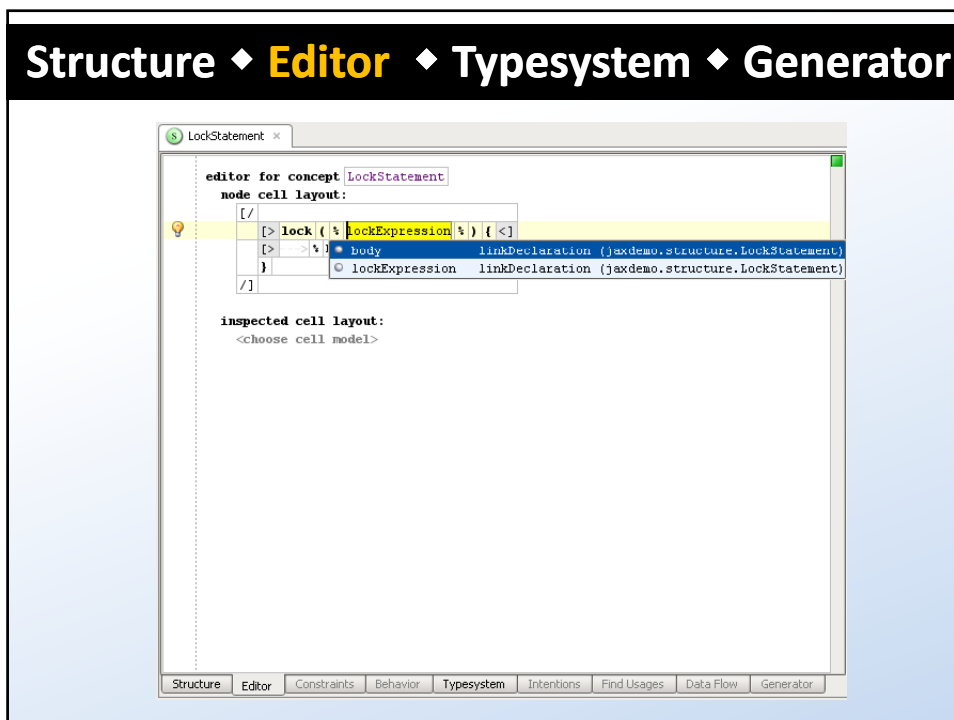 Structure ◆ Editor ◆ Typesystem ◆ Generator
S LockStatement ×
editor for concept LockStatement
node cell layout:
[/
[> lock ( % lockExpression % ) { <]
[> ---> %
body linkDeclaration (jaxdemo.structure.LockStatement)
} lockExpression linkDeclaration (jaxdemo.structure.LockStatement)
/]
inspected cell layout:
<choose cell model>
Structure Editor Constraints Behavior Typesystem Intentions Find Usages Data Flow Generator